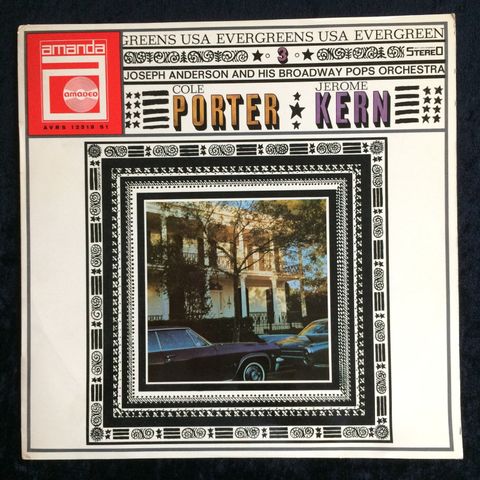 amanda
AMADEO
AVRS 12318 St
GREENS USA EVERGREENS USA EVERGREEN
3 STEREO
JOSEPH ANDERSON AND HIS BROADWAY POPS ORCHESTRA
COLE PORTER
JEROME KERN